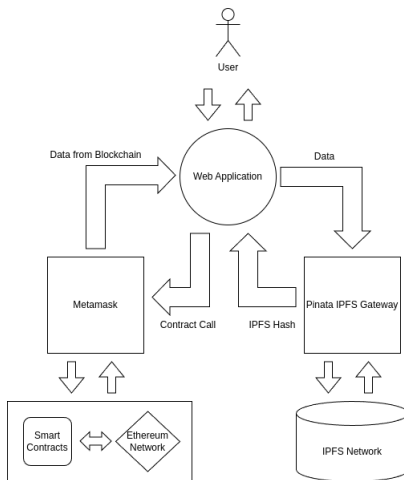 User
Data from Blockchain
Data
Web Application
Metamask
Contract Call
IPFS Hash
Pinata IPFS Gateway
Smart
Contracts
Ethereum
Network
IPFS Network